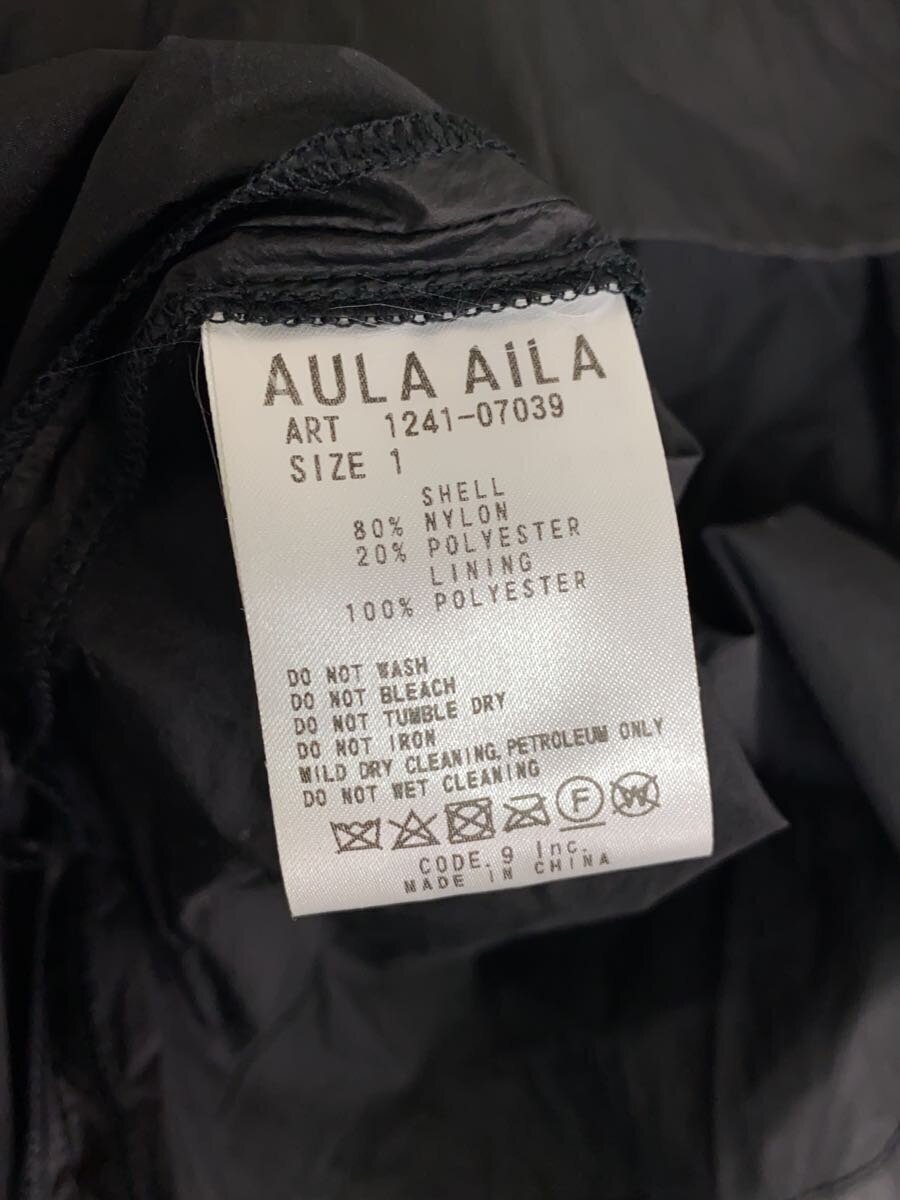 AULA AILA
ART 1241-07039
SIZE 1
SHELL
80% NYLON
20% POLYESTER
LINING
100% POLYESTER
DO NOT WASH
DO NOT BLEACH
DO NOT TUMBLE DRY
DO NOT IRON
MILD DRY CLEANING, PETROLEUM ONLY
DO NOT WET CLEANING
F W
CODE. 9 Inc.
MADE IN CHINA